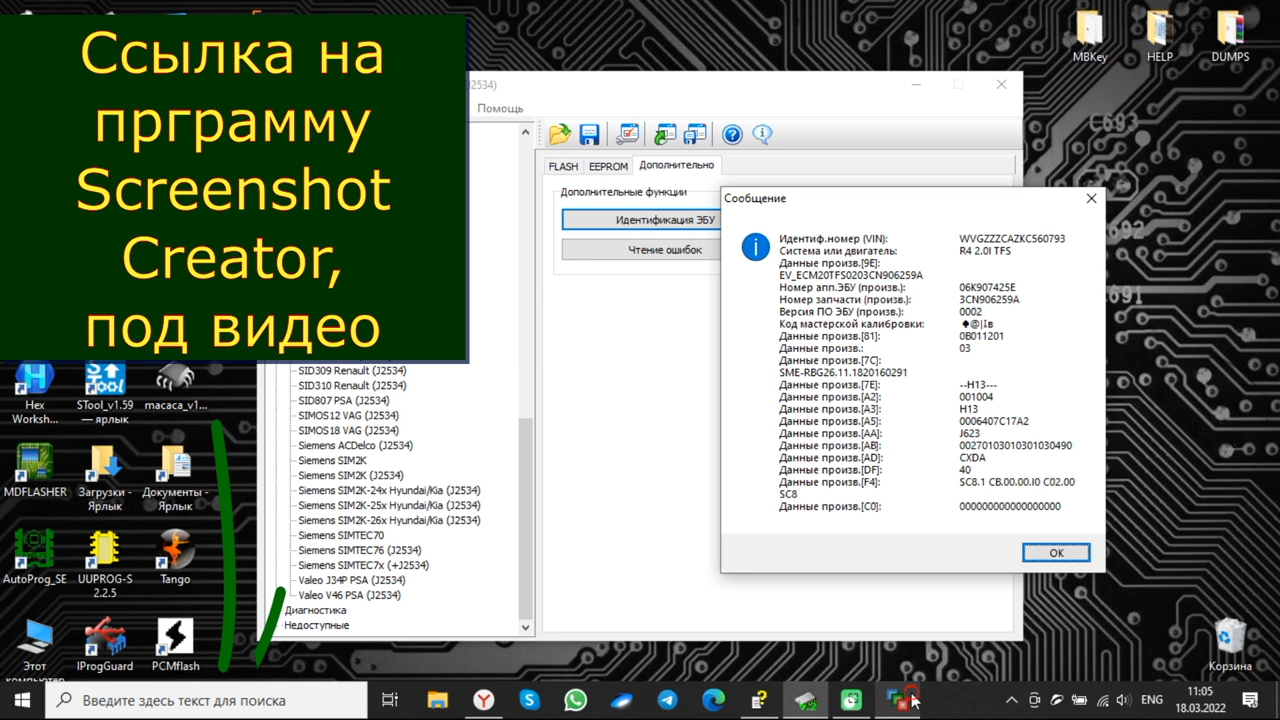 Ссылка на
прграмму
Screenshot
Creator,
под видео
MBKey
HELP
DUMPS
2534)
Помощь
C693
692
691
FLASH
EEPROM
Дополнительно
Дополнительные функции
Идентификация ЭБУ
Чтение ошибок
Сообщение
Идентиф.номер (VIN): WVGZZZCAZKC560793
Система или двигатель: R4 2.0l TFS
Данные произв.[9E]:
EV_ECM20TFS0203CN906259A
Номер апп.ЭБУ (произв.): 06K907425E
Номер запчасти (произв.): 3CN906259A
Версия ПО ЭБУ (произв.): 0002
Код мастерской калибровки: ♠@|Iв
Данные произв.[81]: 0B011201
Данные произв.: 03
Данные произв.[7C]:
SME-RBG26.11.1820160291
Данные произв.[7E]: --H13---
Данные произв.[A2]: 001004
Данные произв.[A3]: H13
Данные произв.[A5]: 0006407C17A2
Данные произв.[AA]: J623
Данные произв.[AB]: 00270103010301030490
Данные произв.[AD]: CXDA
Данные произв.[DF]: 40
Данные произв.[F4]: SC8.1 CB.00.00.I0 C02.00
SC8
Данные произв.[C0]: 000000000000000000
OK
SID309 Renault (J2534)
SID310 Renault (J2534)
SID807 PSA (J2534)
SIMOS12 VAG (J2534)
SIMOS18 VAG (J2534)
Siemens ACDelco (J2534)
Siemens SIM2K
Siemens SIM2K (J2534)
Siemens SIM2K-24x Hyundai/Kia (J2534)
Siemens SIM2K-25x Hyundai/Kia (J2534)
Siemens SIM2K-26x Hyundai/Kia (J2534)
Siemens SIMTEC70
Siemens SIMTEC76 (J2534)
Siemens SIMTEC7x (+J2534)
Valeo J34P PSA (J2534)
Valeo V46 PSA (J2534)
Диагностика
Недоступные
Hex
Worksh...
STool_v1.59
— ярлык
macaca_v1...
MDFLASHER
Загрузки -
Ярлык
Документы -
Ярлык
AutoProg_SE
UUPROG-S
2.2.5
Tango
Этот
компьютер
IProgGuard
PCMflash
Корзина
Введите здесь текст для поиска
ENG
11:05
18.03.2022